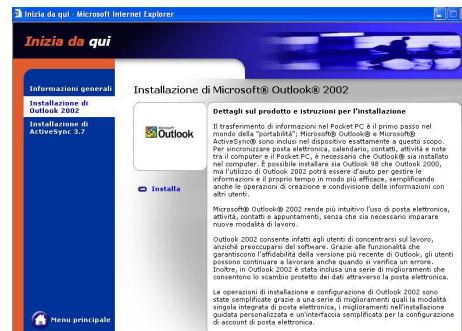 Inizia da qui - Microsoft Internet Explorer
Inizia da qui
Informazioni generali
Installazione di
Outlook 2002
Installazione di
ActiveSync 3.7
Menu principale
Installazione di Microsoft® Outlook® 2002
Microsoft
Outlook
Installa
Dettagli sul prodotto e istruzioni per l'installazione
Il trasferimento di informazioni nel Pocket PC è il primo passo nel
mondo della "portabilità"; Microsoft® Outlook® e Microsoft®
ActiveSync® sono inclusi nel dispositivo esattamente a questo scopo.
Per sincronizzare posta elettronica, calendario, contatti, attività e note
tra il computer e il Pocket PC, è necessario che Outlook® sia installato
nel computer. È possibile installare sia Outlook 98 che Outlook 2000,
ma l'utilizzo di Outlook 2002 potrà essere d'aiuto per gestire le
informazioni e il proprio tempo in modo più efficace, semplificando
anche le operazioni di creazione e condivisione delle informazioni con
altri utenti.
Microsoft® Outlook® 2002 rende più intuitivo l'uso di posta elettronica,
attività, contatti e appuntamenti, senza che sia necessario imparare
nuove modalità di lavoro.
Outlook 2002 consente infatti agli utenti di concentrarsi sul lavoro,
anziché preoccuparsi del software. Grazie alle funzionalità che
garantiscono l'affidabilità della versione più recente di Outlook, gli utenti
possono continuare a lavorare anche quando si verifica un errore.
Inoltre, in Outlook 2002 è stata inclusa una serie di miglioramenti che
consentono lo scambio protetto dei dati attraverso la posta elettronica.
Le operazioni di installazione e configurazione di Outlook 2002 sono
state semplificate grazie a una serie di miglioramenti quali la modalità
singola integrata di posta elettronica, i miglioramenti nell'installazione
guidata personalizzata e un'interfaccia semplificata per la configurazione
di account di posta elettronica.